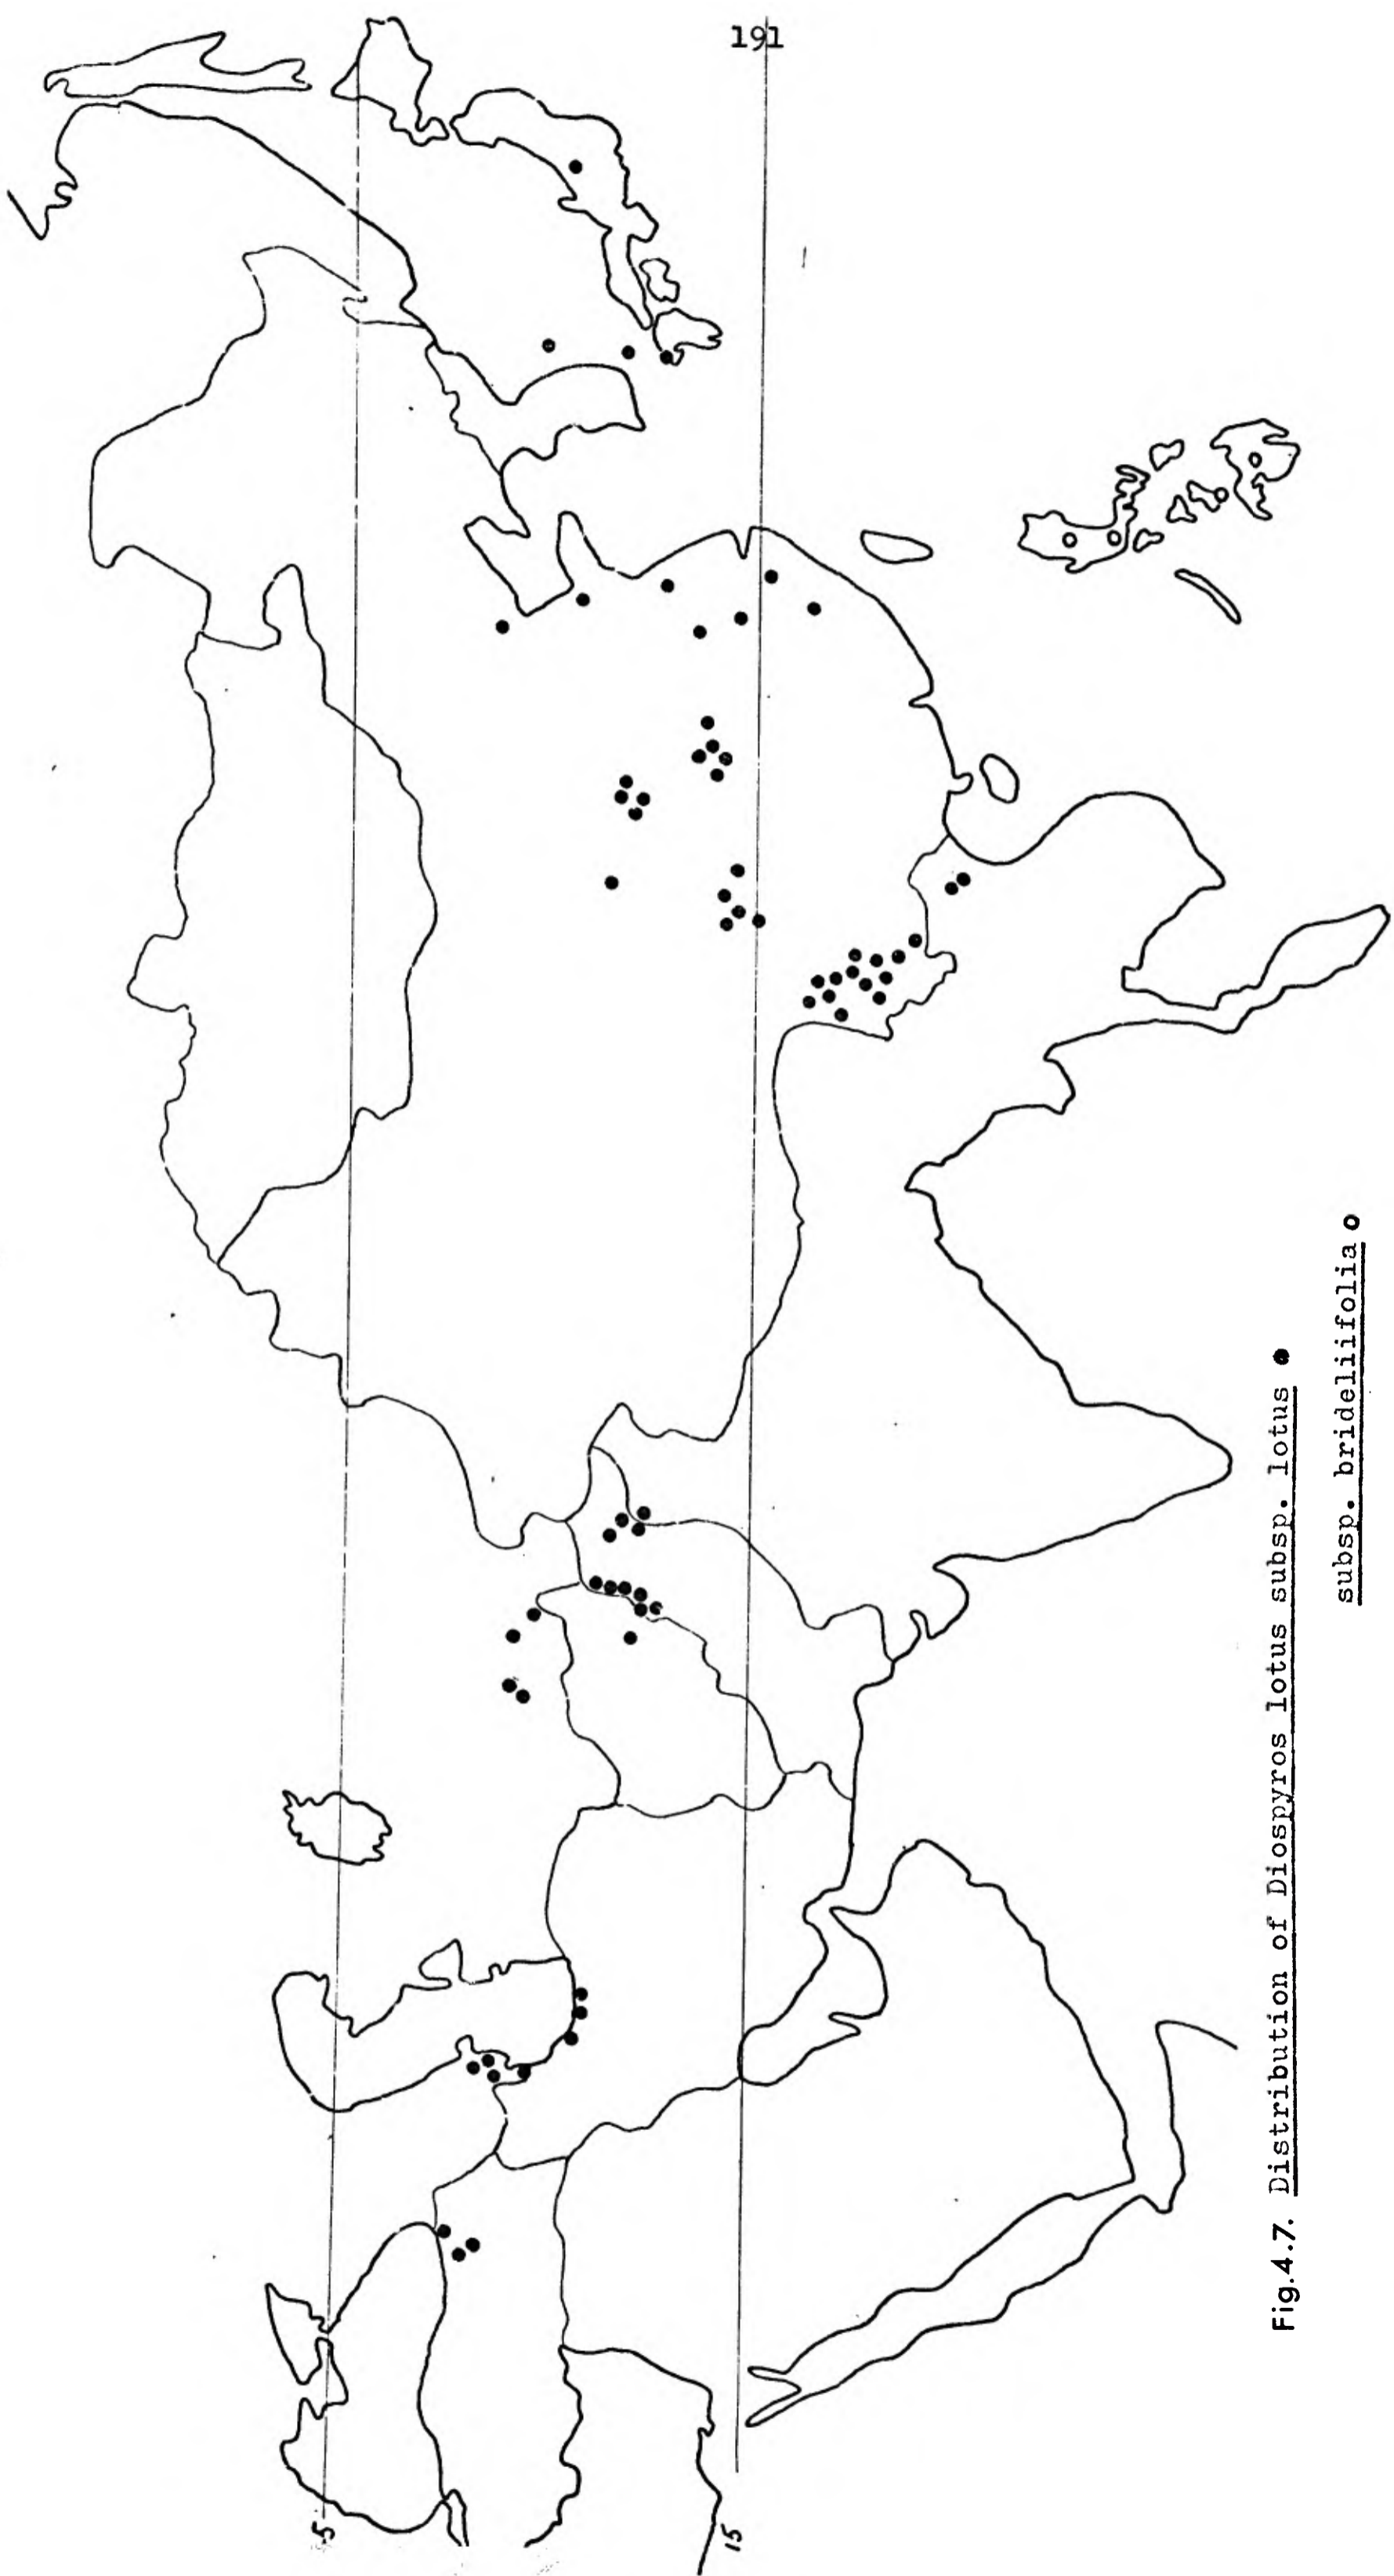 191
5
15
Fig.4.7. Distribution of Diospyros lotus subsp. lotus ●
subsp. brideliifolia o